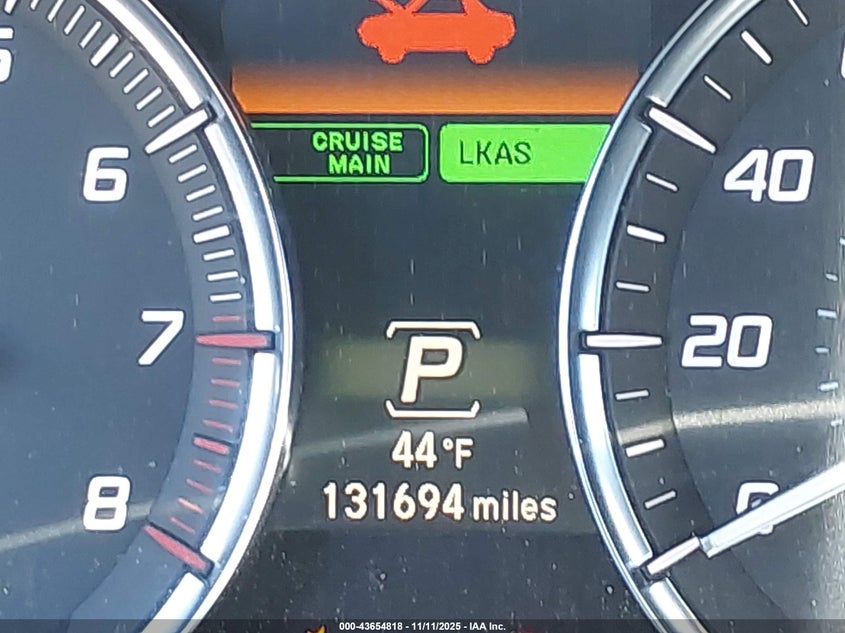 CRUISE
MAIN
LKAS
6
40
7
20
P
44°F
8
131694 miles
000-43654818 - 11/11/2025 - IAA Inc.